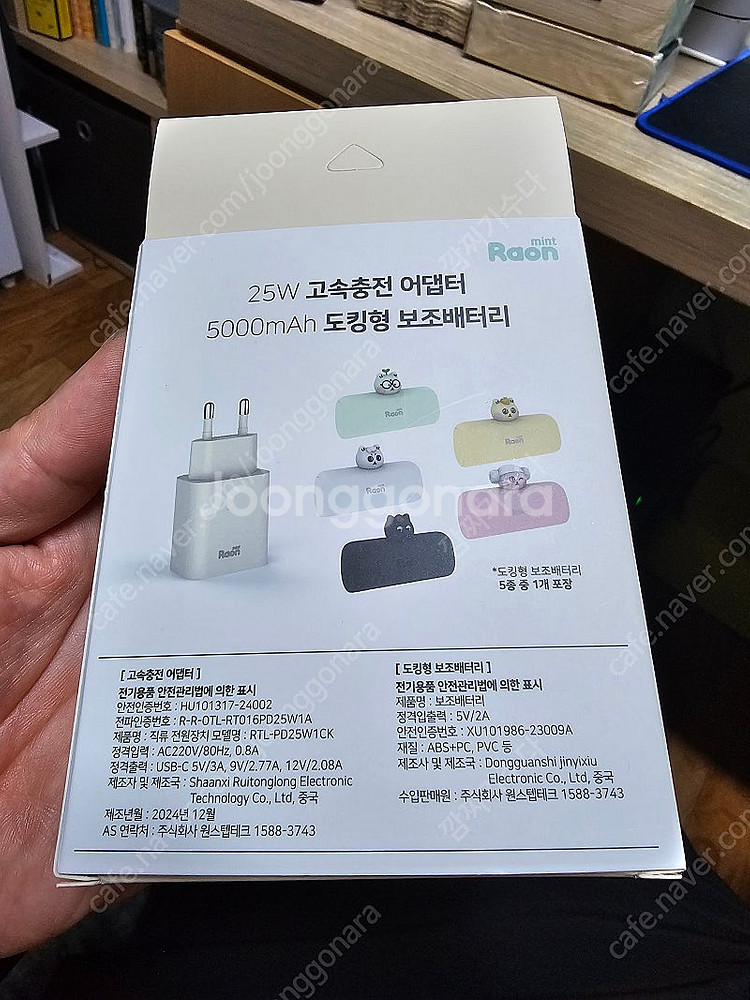 mint
Raon
25W 고속충전 어댑터
5000mAh 도킹형 보조배터리
Raon
Raon
Raon
Raon
Joonggonara
*도킹형 보조배터리
5종 중 1개 포장
[ 고속충전 어댑터 ]
전기용품 안전관리법에 의한 표시
안전인증번호 : HU101317-24002
전파인증번호 : R-R-OTL-RT016PD25W1A
제품명 : 직류 전원장치 모델명 : RTL-PD25W1CK
정격입력 : AC220V/80Hz, 0.8A
정격출력 : USB-C 5V/3A, 9V/2.77A, 12V/2.08A
제조자 및 제조국 : Shaanxi Ruitonglong Electronic
Technology Co., Ltd, 중국
제조년월 : 2024년 12월
AS 연락처 : 주식회사 원스텝테크 1588-3743
[ 도킹형 보조배터리 ]
전기용품 안전관리법에 의한 표시
제품명 : 보조배터리
정격입출력 : 5V/2A
안전인증번호 : XU101986-23009A
재질 : ABS+PC, PVC 등
제조사 및 제조국 : Dongguanshi jinyixiu
Electronic Co., Ltd, 중국
수입판매원 : 주식회사 원스텝테크 1588-3743
cafe.naver.com/joonggonara